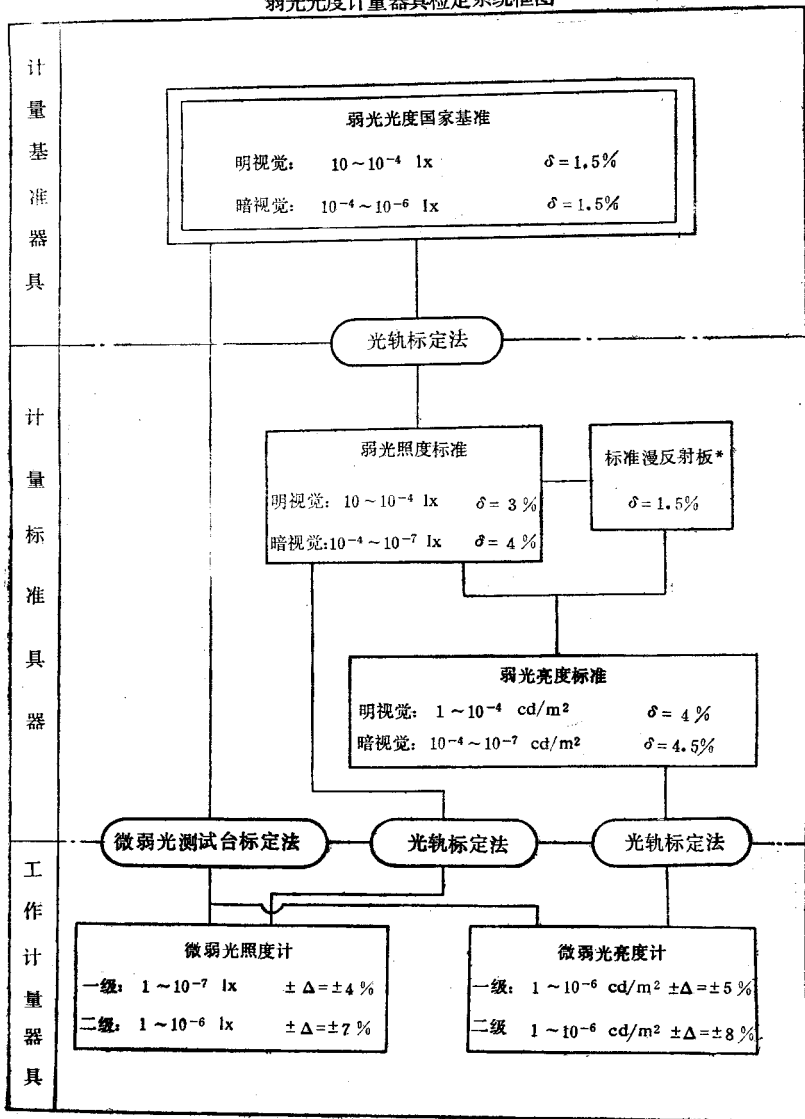 弱光光度计量器具检定系统框图
计量基准器具
弱光光度国家基准
明视觉: 10~10⁻⁴ lx δ=1.5%
暗视觉: 10⁻⁴~10⁻⁶ lx δ=1.5%
光轨标定法
计量标准具器
弱光照度标准
明视觉: 10~10⁻⁴ lx δ=3%
暗视觉:10⁻⁴~10⁻⁷ lx δ=4%
标准漫反射板*
δ=1.5%
弱光亮度标准
明视觉: 1~10⁻⁴ cd/m² δ=4%
暗视觉: 10⁻⁴~10⁻⁷ cd/m² δ=4.5%
微弱光测试台标定法
光轨标定法
光轨标定法
工作计量器具
微弱光照度计
一级: 1~10⁻⁷ lx ±Δ=±4%
二级: 1~10⁻⁶ lx ±Δ=±7%
微弱光亮度计
一级: 1~10⁻⁶ cd/m² ±Δ=±5%
二级 1~10⁻⁶ cd/m² ±Δ=±8%